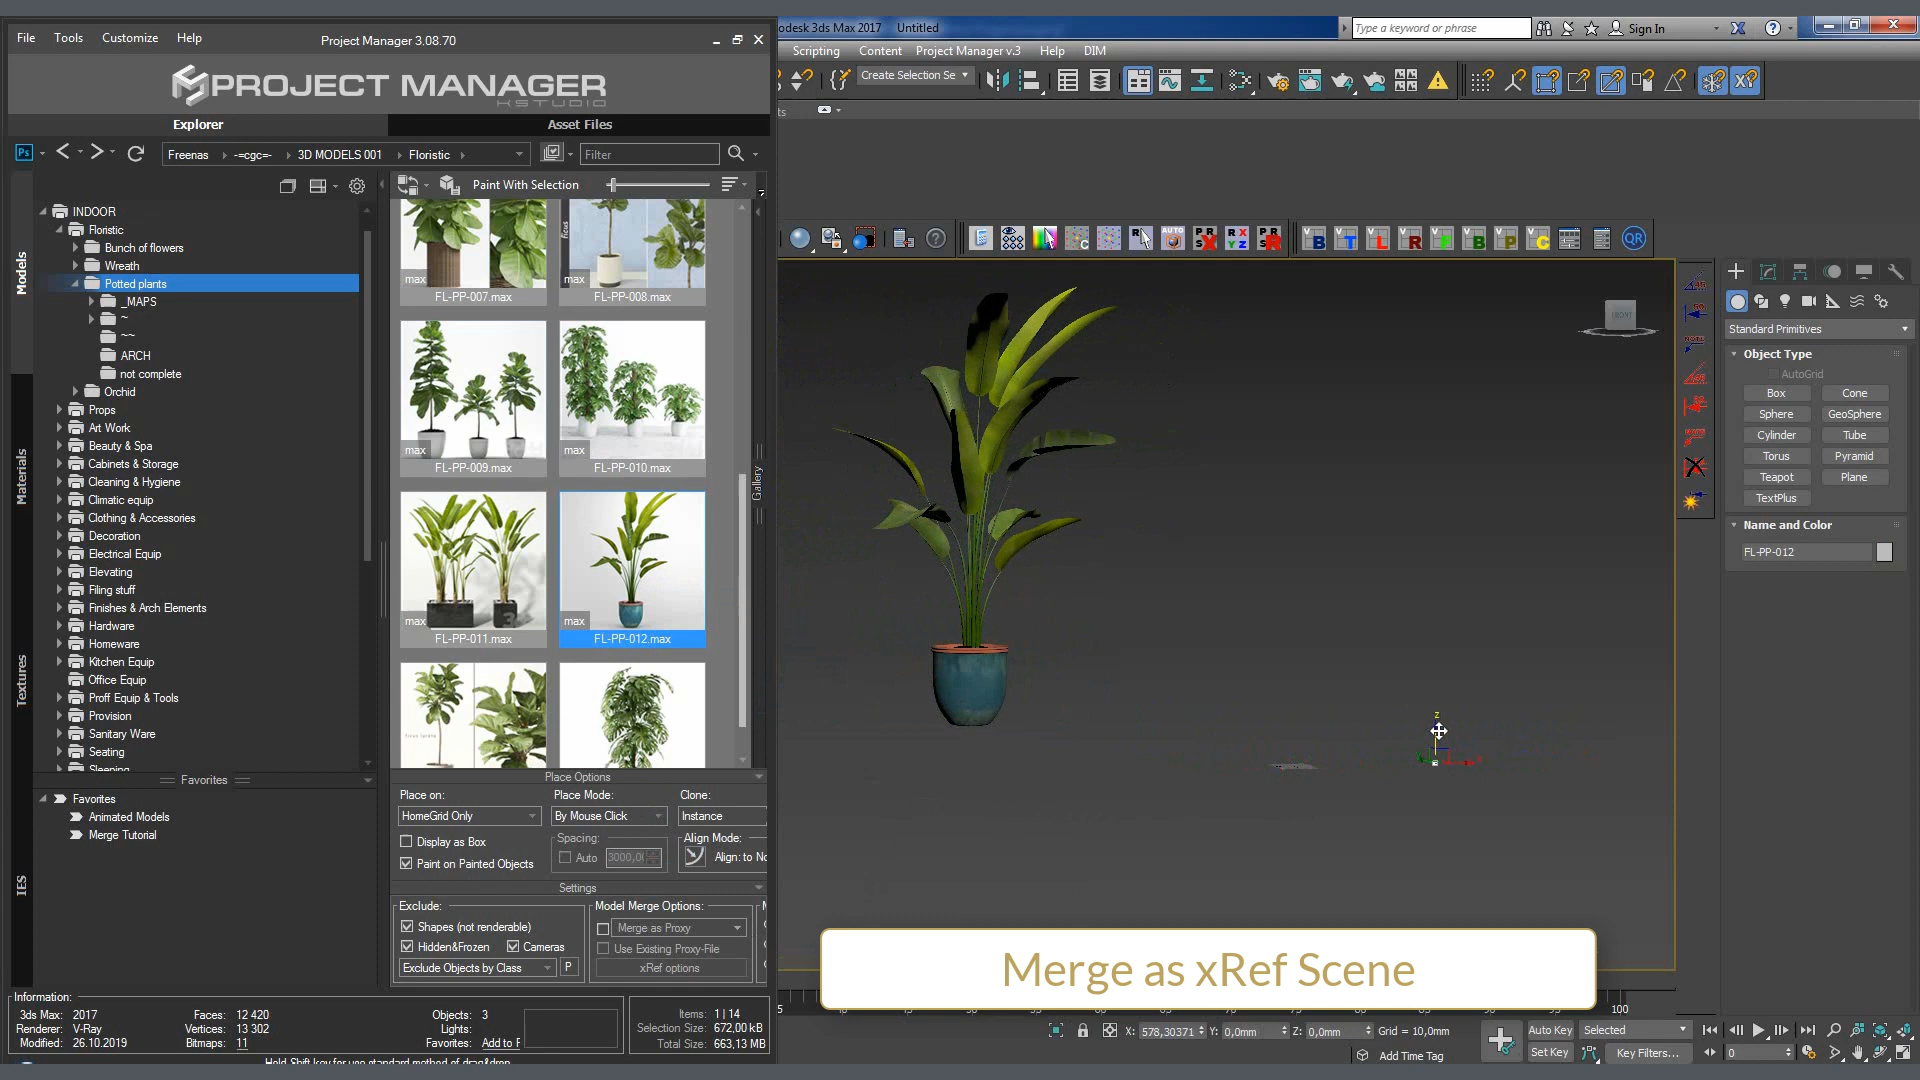 File Tools Customize Help
Project Manager 3.08.70
odesk 3ds Max 2017 Untitled
Type a keyword or phrase
Sign In
Scripting Content Project Manager v.3 Help DIM
PROJECT MANAGER
KSTUDIO
Create Selection Se
Explorer
Asset Files
ts
Ps
Freenas -=cgc=- 3D MODELS 001 Floristic
Filter
Paint With Selection
Models
Materials
Textures
IES
INDOOR
Floristic
Bunch of flowers
Wreath
Potted plants
_MAPS
~
~~
ARCH
not complete
Orchid
Props
Art Work
Beauty & Spa
Cabinets & Storage
Cleaning & Hygiene
Climatic equip
Clothing & Accessories
Decoration
Electrical Equip
Elevating
Filing stuff
Finishes & Arch Elements
Hardware
Homeware
Kitchen Equip
Office Equip
Proff Equip & Tools
Provision
Sanitary Ware
Seating
Sleeping
Favorites
Favorites
Animated Models
Merge Tutorial
ficus
max
FL-PP-007.max
max
FL-PP-008.max
max
FL-PP-009.max
max
FL-PP-010.max
max
FL-PP-011.max
max
FL-PP-012.max
Gallery
Place Options
Place on: Place Mode: Clone:
HomeGrid Only By Mouse Click Instance
Display as Box
Spacing:
Align Mode:
Paint on Painted Objects
Auto 3000,0
Align: to No
Settings
Exclude:
Model Merge Options:
Shapes (not renderable)
Merge as Proxy
Hidden&Frozen Cameras
Use Existing Proxy-File
Exclude Objects by Class P
xRef options
Information:
3ds Max: 2017
Faces: 12 420
Objects: 3
Renderer: V-Ray
Vertices: 13 302
Lights:
Modified: 26.10.2019
Bitmaps: 11
Favorites: Add to F
Items: 1 | 14
Selection Size: 672,00 kB
Total Size: 663,13 MB
Hold Shift key for use standard method of drag&drop
AUTO
QR
FRONT
z
Standard Primitives
Object Type
AutoGrid
Box Cone
Sphere GeoSphere
Cylinder Tube
Torus Pyramid
Teapot Plane
TextPlus
Name and Color
FL-PP-012
Merge as xRef Scene
100
X: 578,30371 Y: 0,0mm Z: 0,0mm Grid = 10,0mm
Add Time Tag
Auto Key Selected
Set Key Key Filters...
0